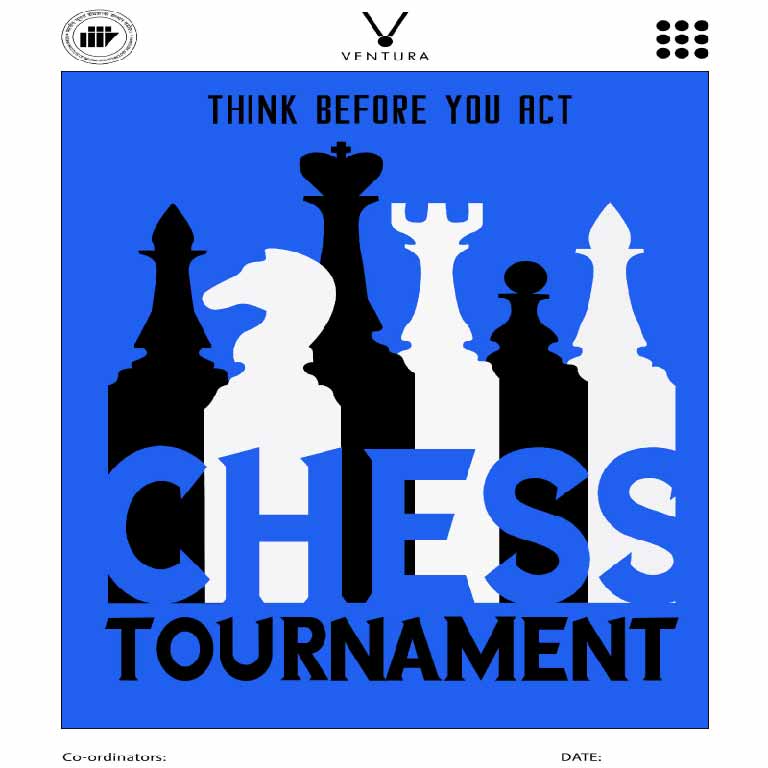 VENTURA
THINK BEFORE YOU ACT
CHESS
TOURNAMENT
Co-ordinators:
DATE: